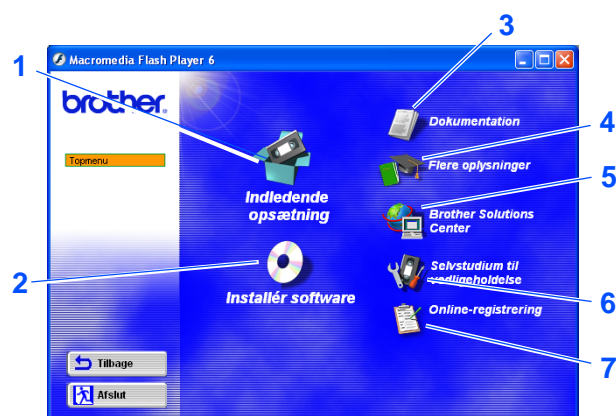 3
1
Macromedia Flash Player 6
brother.
Topmenu
Dokumentation
4
Flere oplysninger
5
Indledende
opsætning
Brother Solutions
Center
2
Installér software
Selvstudium til
vedligeholdelse
6
Online-registrering
7
Tilbage
Afslut